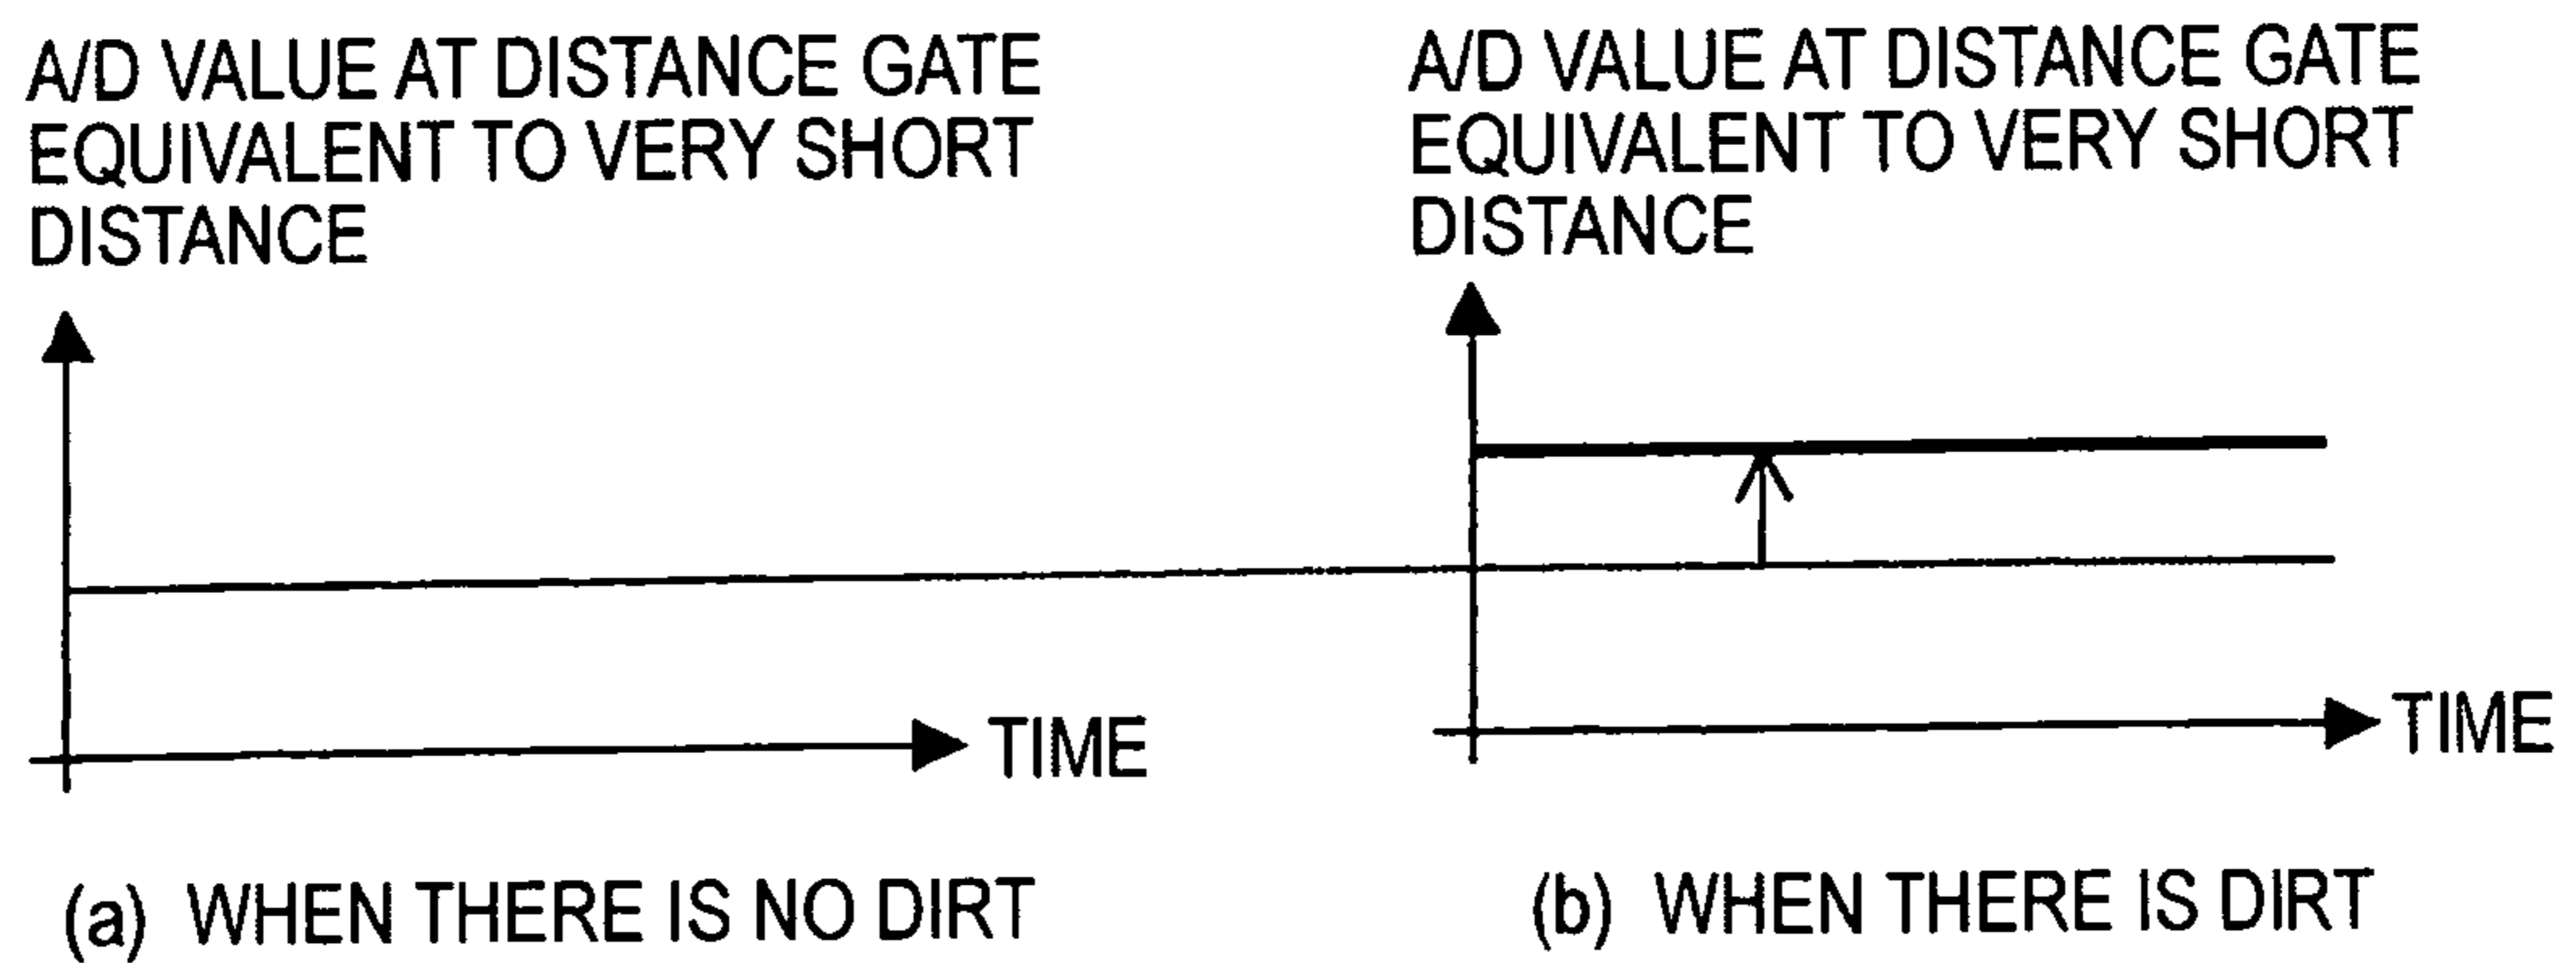 A/D VALUE AT DISTANCE GATE
EQUIVALENT TO VERY SHORT
DISTANCE
TIME
(a) WHEN THERE IS NO DIRT
A/D VALUE AT DISTANCE GATE
EQUIVALENT TO VERY SHORT
DISTANCE
TIME
(b) WHEN THERE IS DIRT